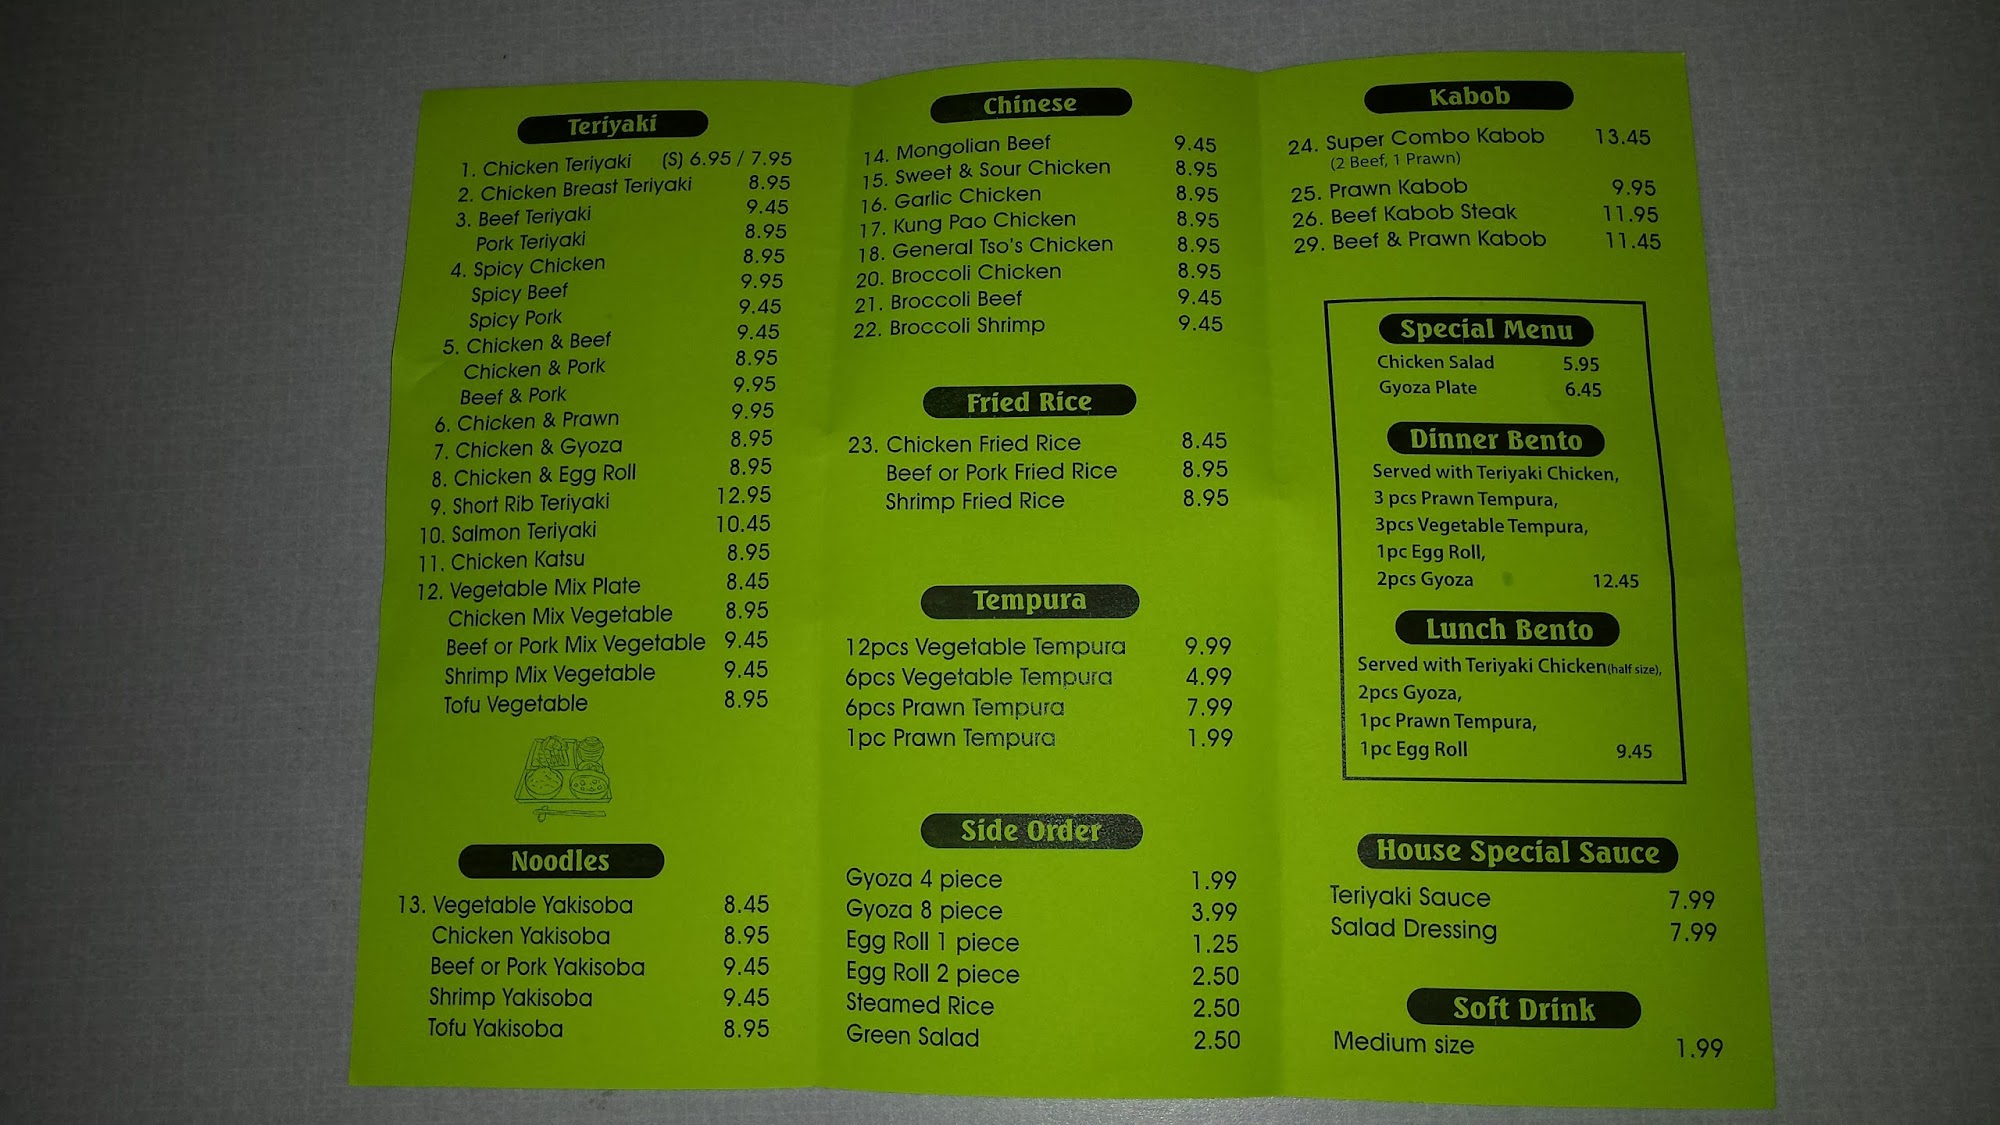 Teriyaki
1. Chicken Teriyaki (S) 6.95 / 7.95
2. Chicken Breast Teriyaki 8.95
3. Beef Teriyaki 9.45
Pork Teriyaki 8.95
4. Spicy Chicken 8.95
Spicy Beef 9.95
Spicy Pork 9.45
5. Chicken & Beef 9.45
Chicken & Pork 8.95
Beef & Pork 9.95
6. Chicken & Prawn 9.95
7. Chicken & Gyoza 8.95
8. Chicken & Egg Roll 8.95
9. Short Rib Teriyaki 12.95
10. Salmon Teriyaki 10.45
11. Chicken Katsu 8.95
12. Vegetable Mix Plate 8.45
Chicken Mix Vegetable 8.95
Beef or Pork Mix Vegetable 9.45
Shrimp Mix Vegetable 9.45
Tofu Vegetable 8.95
Noodles
13. Vegetable Yakisoba 8.45
Chicken Yakisoba 8.95
Beef or Pork Yakisoba 9.45
Shrimp Yakisoba 9.45
Tofu Yakisoba 8.95
Chinese
14. Mongolian Beef 9.45
15. Sweet & Sour Chicken 8.95
16. Garlic Chicken 8.95
17. Kung Pao Chicken 8.95
18. General Tso's Chicken 8.95
20. Broccoli Chicken 8.95
21. Broccoli Beef 9.45
22. Broccoli Shrimp 9.45
Fried Rice
23. Chicken Fried Rice 8.45
Beef or Pork Fried Rice 8.95
Shrimp Fried Rice 8.95
Tempura
12pcs Vegetable Tempura 9.99
6pcs Vegetable Tempura 4.99
6pcs Prawn Tempura 7.99
1pc Prawn Tempura 1.99
Side Order
Gyoza 4 piece 1.99
Gyoza 8 piece 3.99
Egg Roll 1 piece 1.25
Egg Roll 2 piece 2.50
Steamed Rice 2.50
Green Salad 2.50
Kabob
24. Super Combo Kabob 13.45
(2 Beef, 1 Prawn)
25. Prawn Kabob 9.95
26. Beef Kabob Steak 11.95
29. Beef & Prawn Kabob 11.45
Special Menu
Chicken Salad 5.95
Gyoza Plate 6.45
Dinner Bento
Served with Teriyaki Chicken,
3 pcs Prawn Tempura,
3pcs Vegetable Tempura,
1pc Egg Roll,
2pcs Gyoza 12.45
Lunch Bento
Served with Teriyaki Chicken(half size),
2pcs Gyoza,
1pc Prawn Tempura,
1pc Egg Roll 9.45
House Special Sauce
Teriyaki Sauce 7.99
Salad Dressing 7.99
Soft Drink
Medium size 1.99